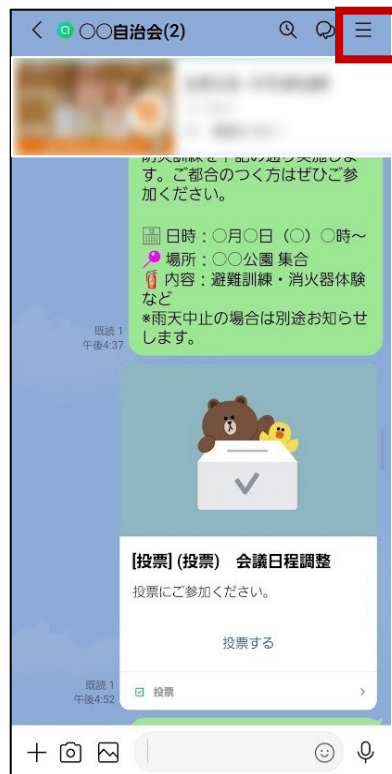 ○○自治会(2)
防火訓練を下記の通り実施しま
す。ご都合のつく方はぜひご参
加ください。
日時：○月○日（○）○時～
場所：○○公園 集合
内容：避難訓練・消火器体験
など
*雨天中止の場合は別途お知らせ
します。
既読 1
午後4:37
[投票] (投票)　会議日程調整
投票にご参加ください。
投票する
投票
既読 1
午後4:52